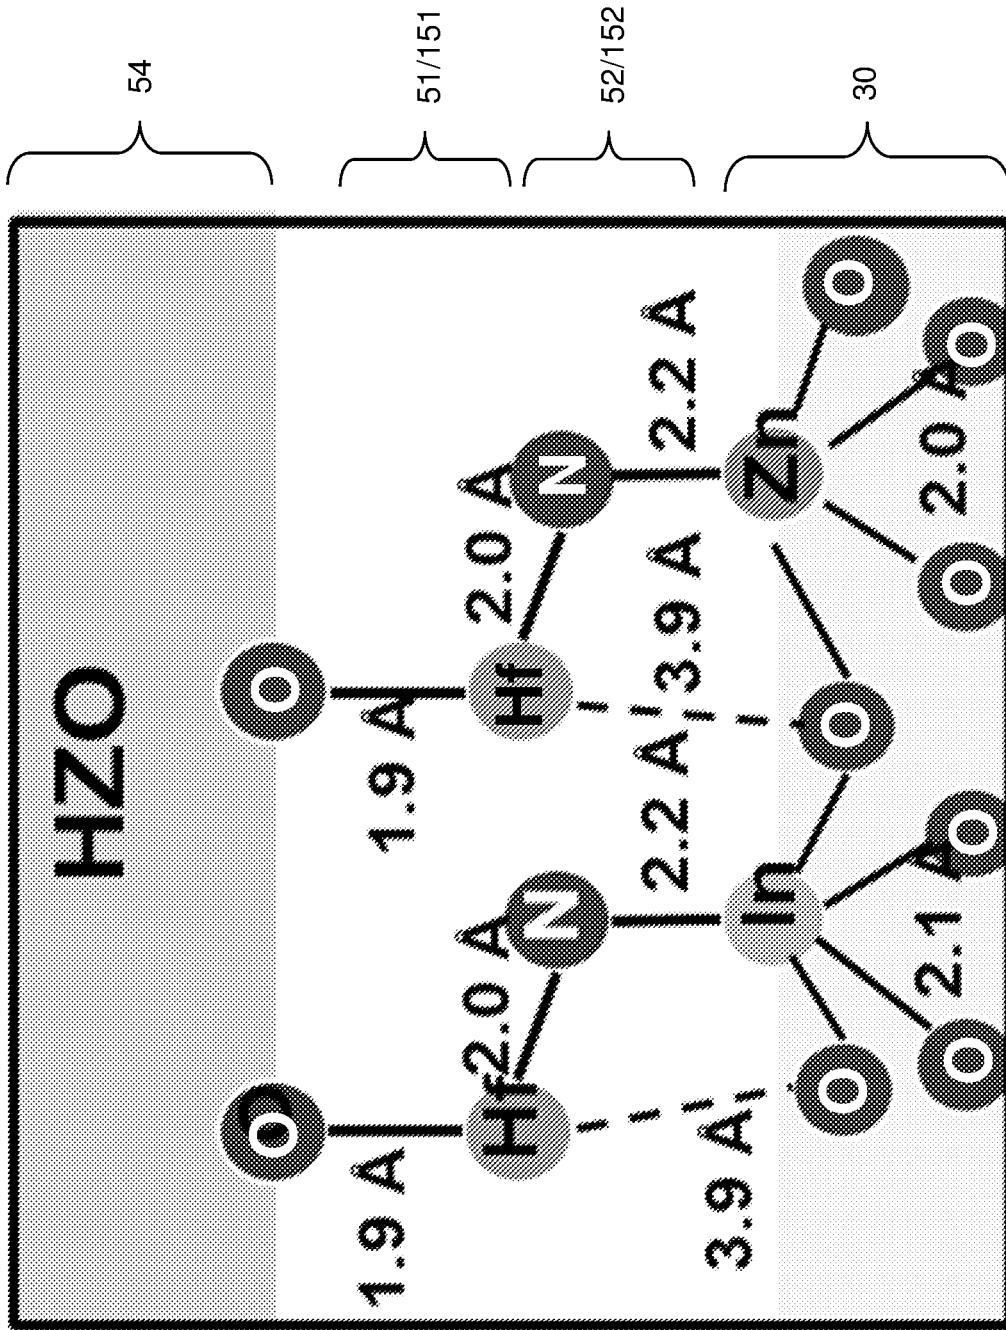 HZO
54
O
O
1.9 Å
1.9 Å
51/151
2.0 Å
2.0 Å
Hf
Hf
N
N
52/152
2.2 Å
3.9 Å
2.2 Å
3.9 Å
In
Zn
O
O
O
30
2.1 Å
2.0 Å
O
O
O
O